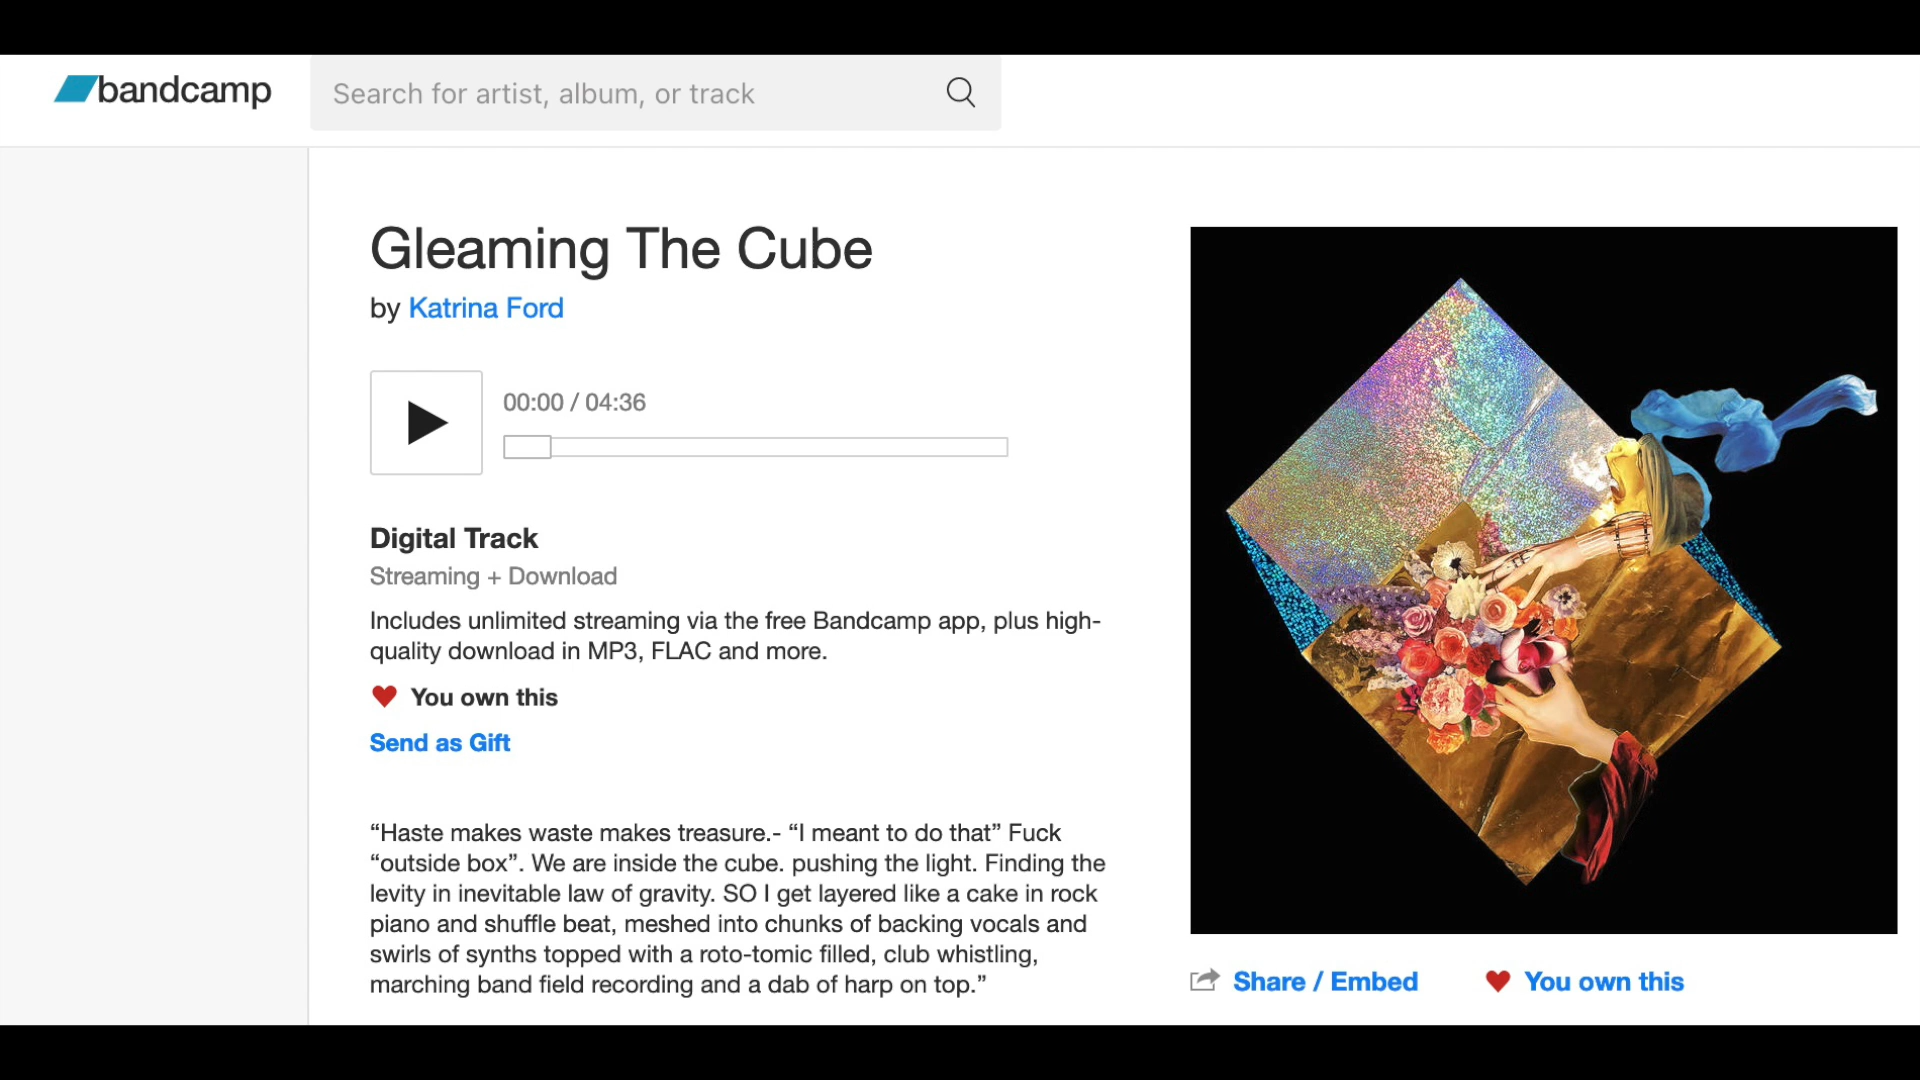 bandcamp
Search for artist, album, or track
Gleaming The Cube
by Katrina Ford
00:00 / 04:36
Digital Track
Streaming + Download
Includes unlimited streaming via the free Bandcamp app, plus high-
quality download in MP3, FLAC and more.
You own this
Send as Gift
“Haste makes waste makes treasure.- “I meant to do that” Fuck
“outside box”. We are inside the cube. pushing the light. Finding the
levity in inevitable law of gravity. SO I get layered like a cake in rock
piano and shuffle beat, meshed into chunks of backing vocals and
swirls of synths topped with a roto-tomic filled, club whistling,
marching band field recording and a dab of harp on top.”
Share / Embed
You own this